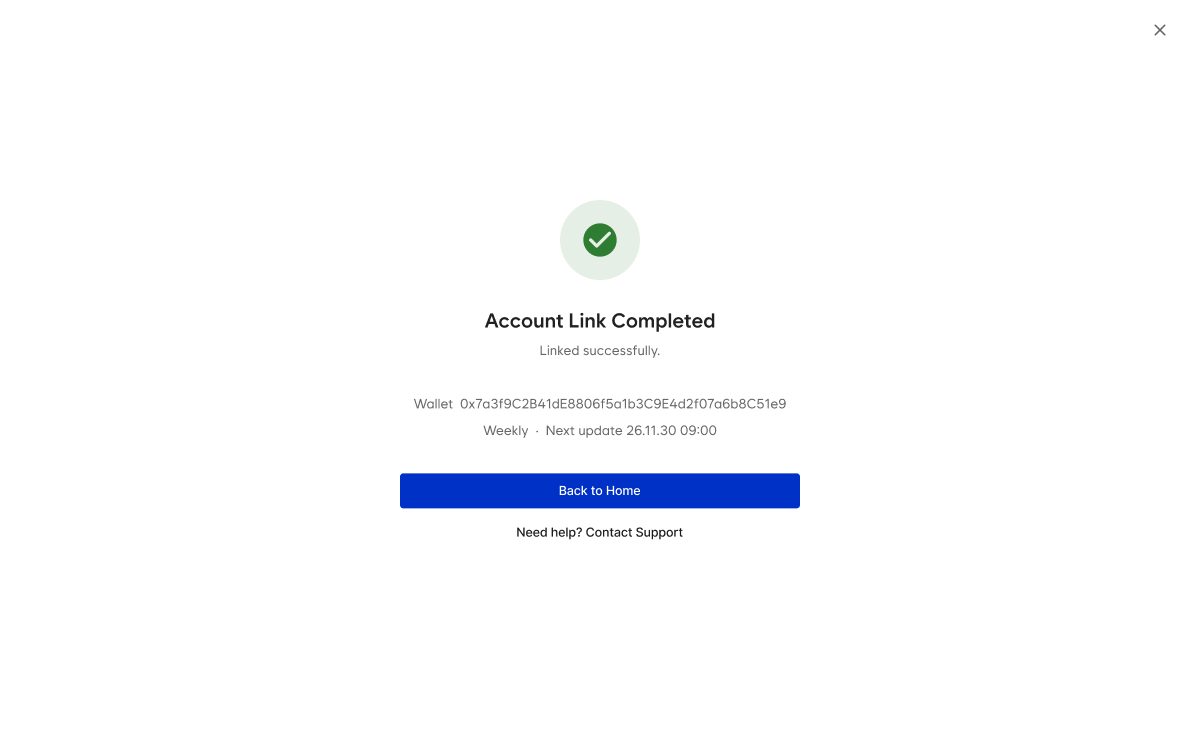 Account Link Completed
Linked successfully.
Wallet 0x7a3f9C2B41dE8806f5a1b3C9E4d2f07a6b8C51e9
Weekly · Next update 26.11.30 09:00
Back to Home
Need help? Contact Support